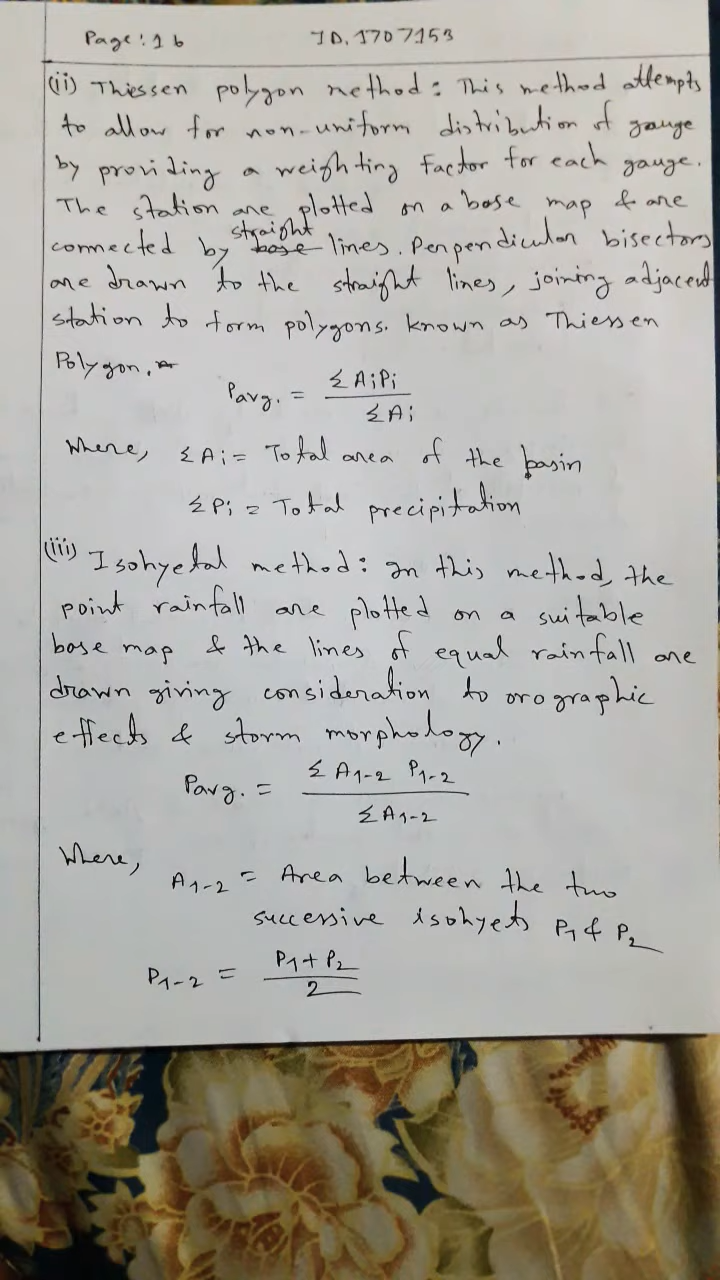 Page: 16 ID. 1707153
(ii) Thiessen polygon method: This method attempts
to allow for non-uniform distribution of gauge
by providing a weighting factor for each gauge.
The station are plotted on a base map & are
connected by straight lines. Perpendicular bisectors
are drawn to the straight lines, joining adjacent
station to form polygons. known as Thiessen
Polygon.
Pavg. = ΣAiPi / ΣAi
Where, ΣAi = Total area of the basin
ΣPi = Total precipitation
(iii) Isohyetal method: In this method, the
point rainfall are plotted on a suitable
base map & the lines of equal rainfall are
drawn giving consideration to orographic
effects & storm morphology.
Pavg. = ΣA1-2 P1-2 / ΣA1-2
Where,
A1-2 = Area between the two
successive isohyets P1 & P2
P1-2 = P1+P2 / 2